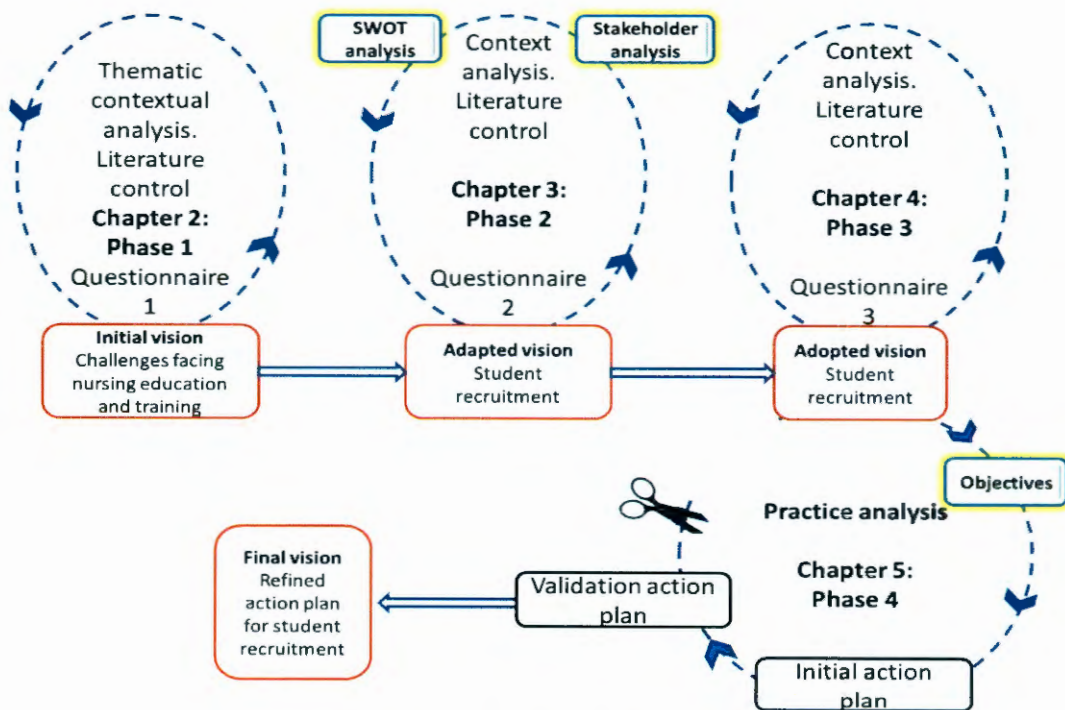 Thematic
contextual
analysis.
Literature
control
Chapter 2:
Phase 1
Questionnaire
1
Initial vision
Challenges facing
nursing education
and training
SWOT
analysis
Stakeholder
analysis
Context
analysis.
Literature
control
Chapter 3:
Phase 2
Questionnaire
2
Adapted vision
Student
recruitment
Context
analysis.
Literature
control
Chapter 4:
Phase 3
Questionnaire
3
Adopted vision
Student
recruitment
Objectives
Practice analysis
Chapter 5:
Phase 4
Initial action
plan
Validation action
plan
Final vision
Refined
action plan
for student
recruitment